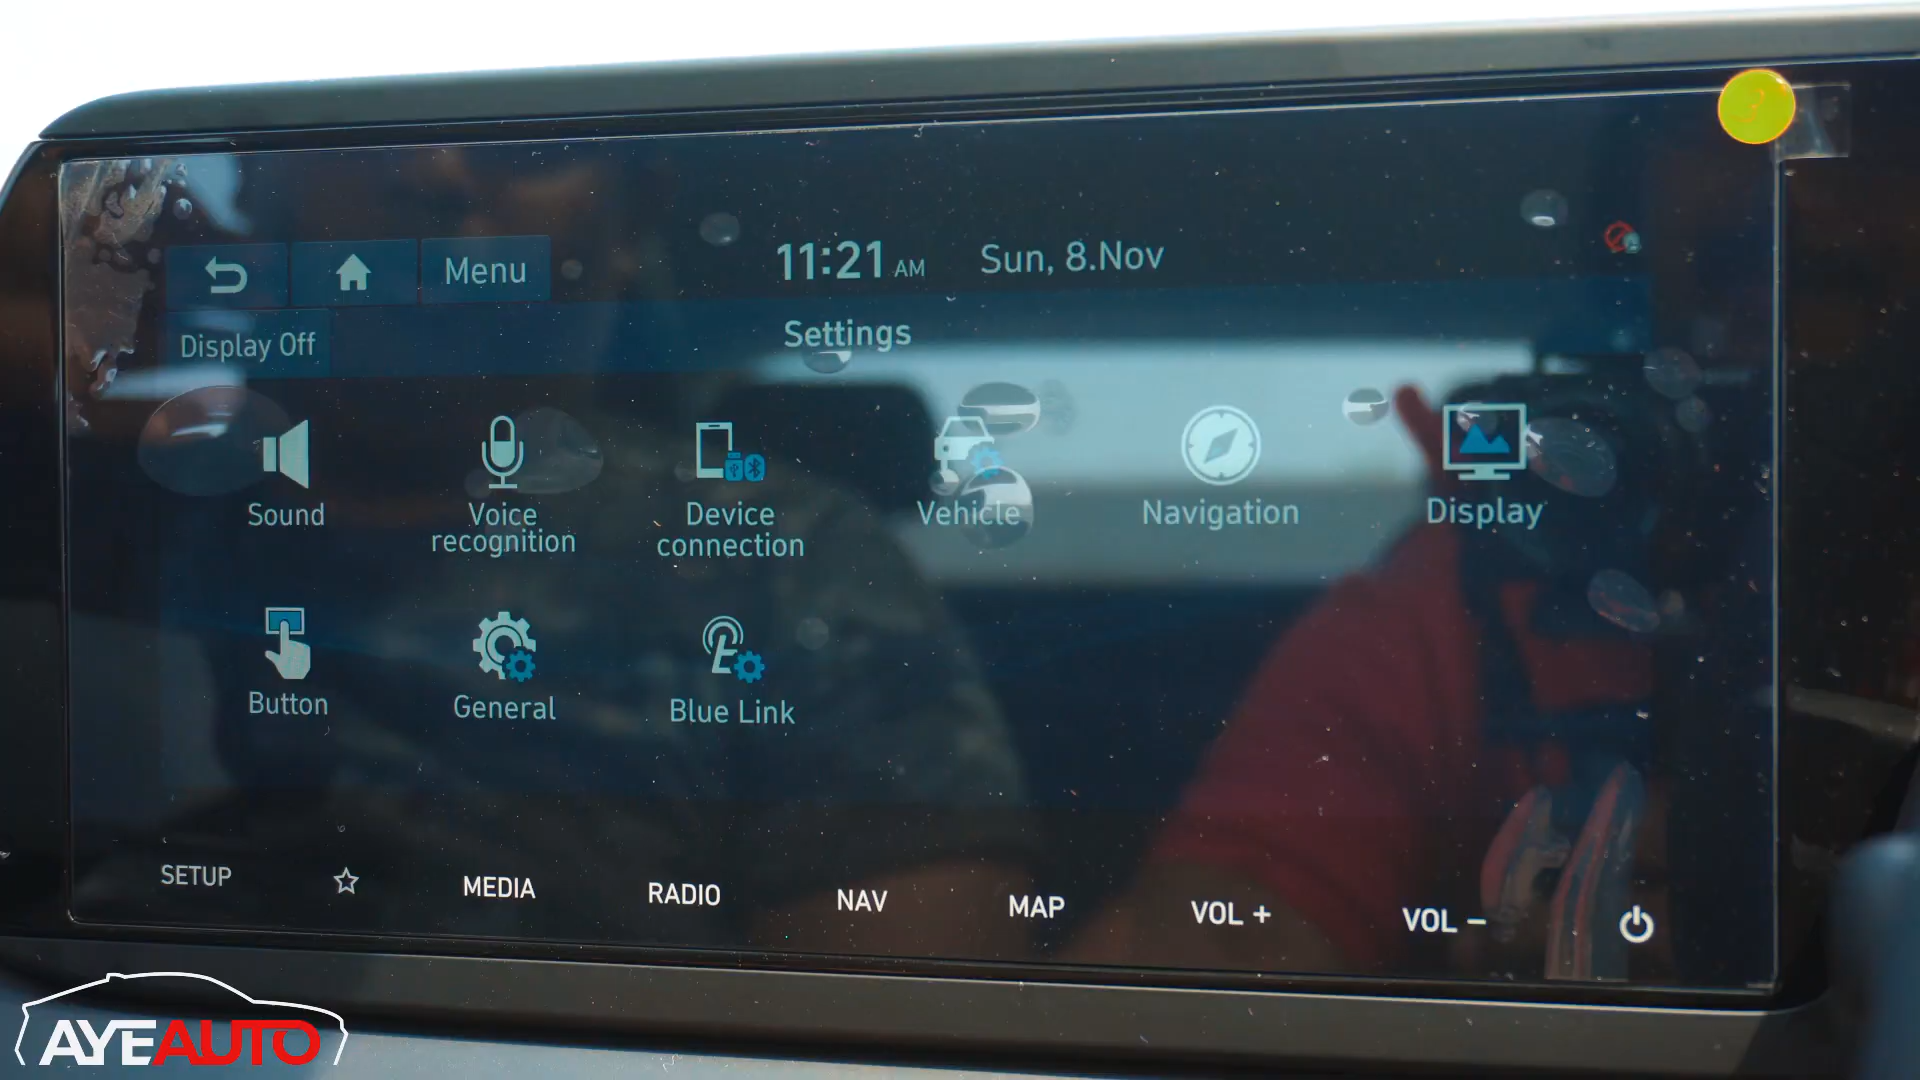 Menu
11:21 AM
Sun, 8.Nov
Display Off
Settings
Sound
Voice
recognition
Device
connection
Vehicle
Navigation
Display
Button
General
Blue Link
SETUP
MEDIA
RADIO
NAV
MAP
VOL +
VOL −
AYEAUTO